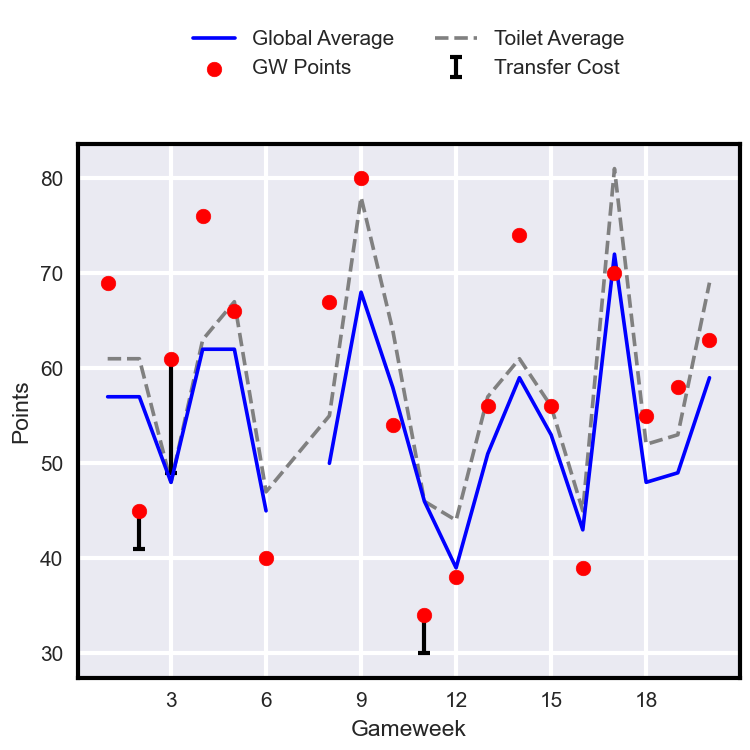 Global Average
Toilet Average
GW Points
Transfer Cost
80
70
60
50
40
30
Points
3 6 9 12 15 18
Gameweek